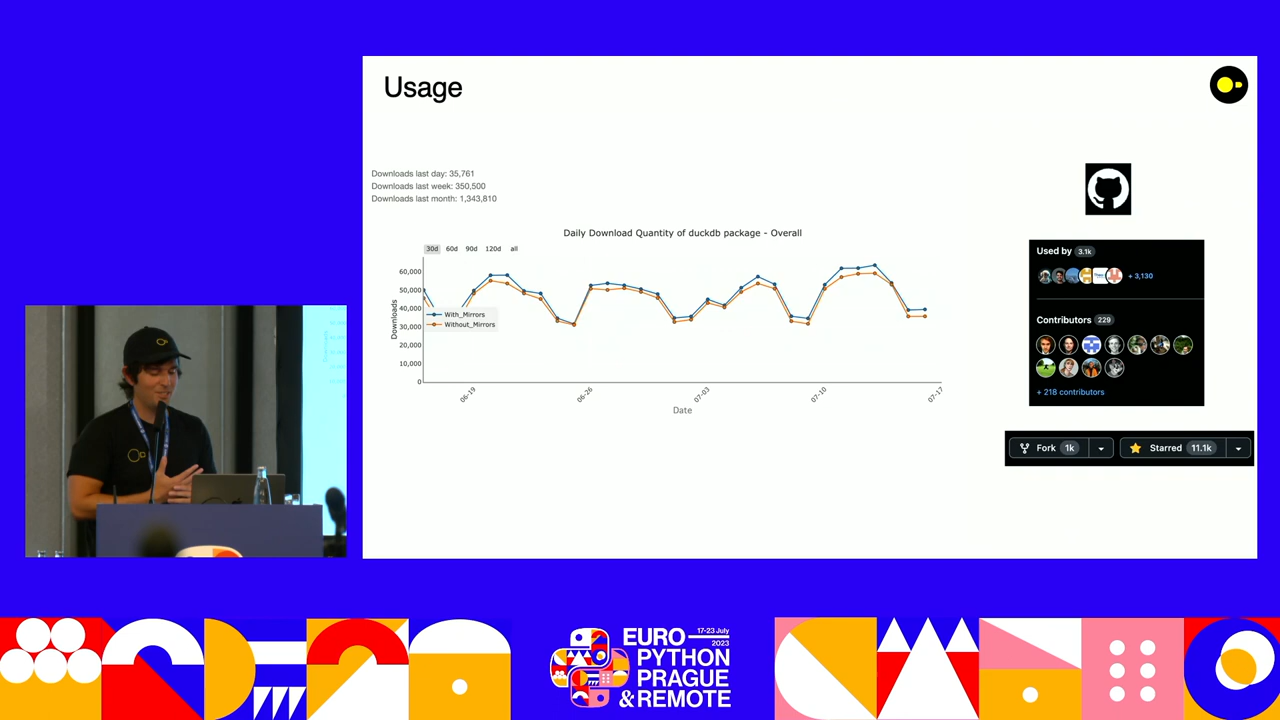 Usage
Downloads last day: 35,761
Downloads last week: 350,500
Downloads last month: 1,343,810
Daily Download Quantity of duckdb package - Overall
30d 60d 90d 120d all
60,000
50,000
40,000
30,000
20,000
10,000
0
Downloads
With_Mirrors
Without_Mirrors
06-19
06-26
07-03
07-10
07-17
Date
Used by 3.1k
+ 3,130
Contributors 229
+ 218 contributors
Fork 1k
Starred 11.1k
EURO 17-23 July 2023
PYTHON
PRAGUE
& REMOTE